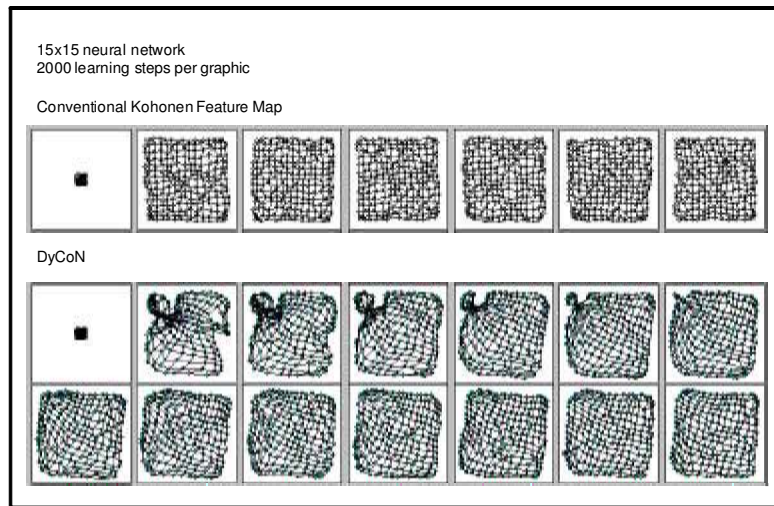 15x15 neural network
2000 learning steps per graphic
Conventional Kohonen Feature Map
DyCoN